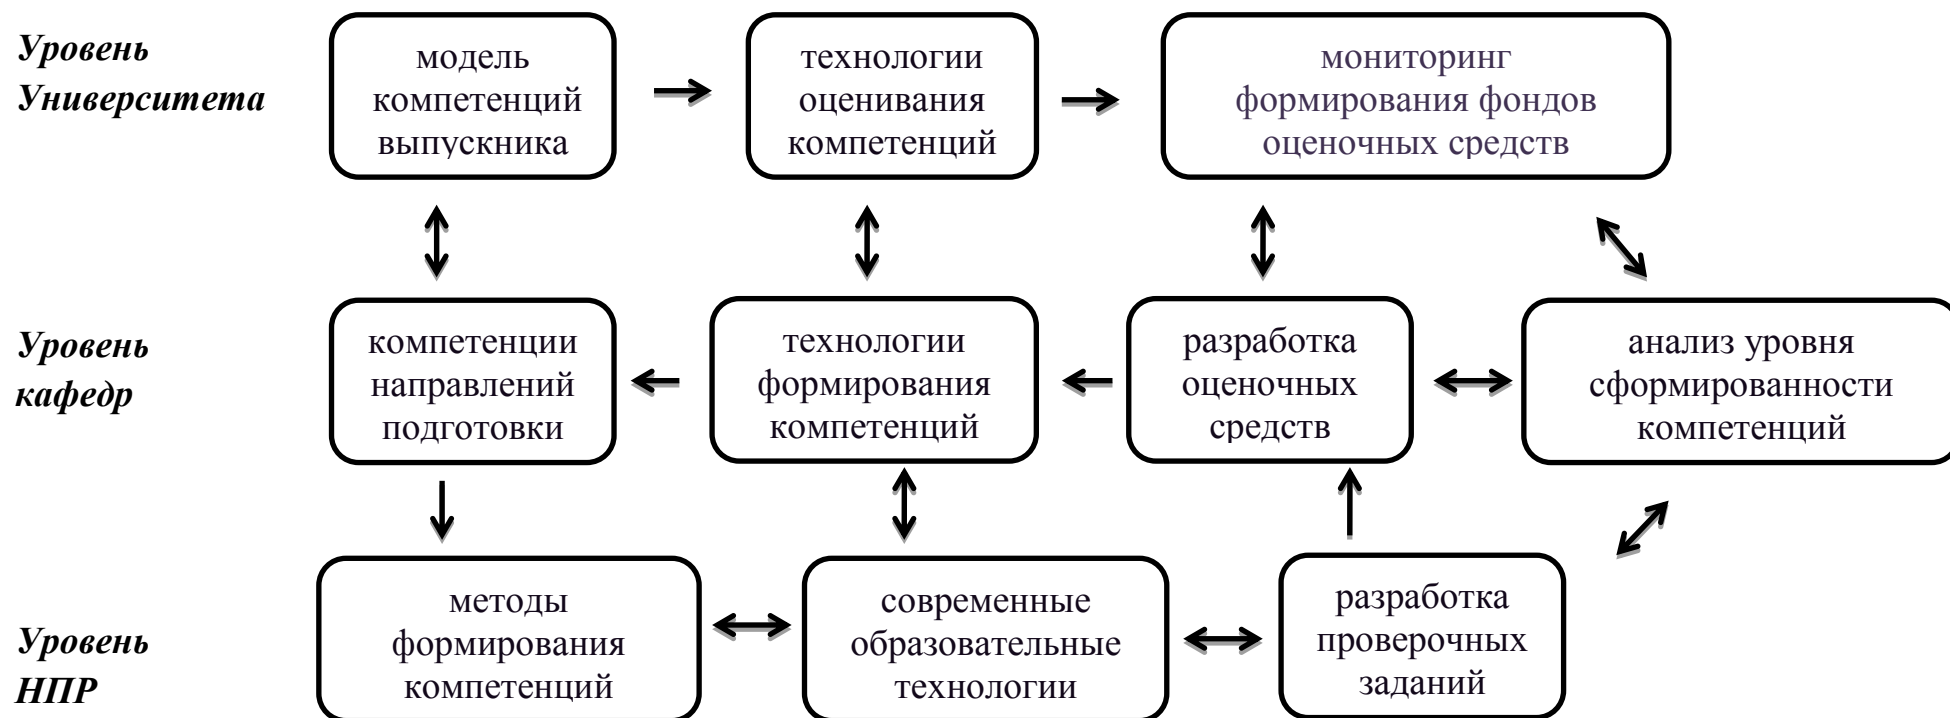 Уровень
Университета
модель
компетенций
выпускника
технологии
оценивания
компетенций
мониторинг
формирования фондов
оценочных средств
Уровень
кафедр
компетенции
направлений
подготовки
технологии
формирования
компетенций
разработка
оценочных
средств
анализ уровня
сформированности
компетенций
Уровень
НПР
методы
формирования
компетенций
современные
образовательные
технологии
разработка
проверочных
заданий